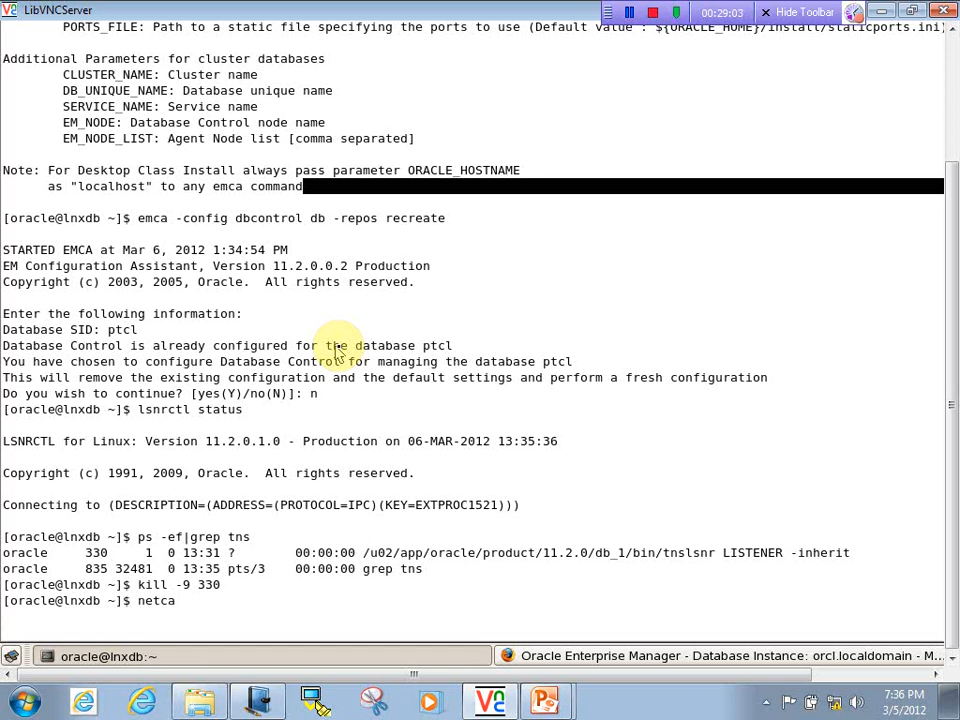 LibVNCServer
00:29:03
Hide Toolbar
PORTS_FILE: Path to a static file specifying the ports to use (Default value : ${ORACLE_HOME}/install/staticports.ini)
Additional Parameters for cluster databases
CLUSTER_NAME: Cluster name
DB_UNIQUE_NAME: Database unique name
SERVICE_NAME: Service name
EM_NODE: Database Control node name
EM_NODE_LIST: Agent Node list [comma separated]
Note: For Desktop Class Install always pass parameter ORACLE_HOSTNAME
as "localhost" to any emca command
[oracle@lnxdb ~]$ emca -config dbcontrol db -repos recreate
STARTED EMCA at Mar 6, 2012 1:34:54 PM
EM Configuration Assistant, Version 11.2.0.0.2 Production
Copyright (c) 2003, 2005, Oracle.  All rights reserved.
Enter the following information:
Database SID: ptcl
Database Control is already configured for the database ptcl
You have chosen to configure Database Control for managing the database ptcl
This will remove the existing configuration and the default settings and perform a fresh configuration
Do you wish to continue? [yes(Y)/no(N)]: n
[oracle@lnxdb ~]$ lsnrctl status
LSNRCTL for Linux: Version 11.2.0.1.0 - Production on 06-MAR-2012 13:35:36
Copyright (c) 1991, 2009, Oracle.  All rights reserved.
Connecting to (DESCRIPTION=(ADDRESS=(PROTOCOL=IPC)(KEY=EXTPROC1521)))
[oracle@lnxdb ~]$ ps -ef|grep tns
oracle     330     1  0 13:31 ?        00:00:00 /u02/app/oracle/product/11.2.0/db_1/bin/tnslsnr LISTENER -inherit
oracle     835 32481  0 13:35 pts/3    00:00:00 grep tns
[oracle@lnxdb ~]$ kill -9 330
[oracle@lnxdb ~]$ netca
oracle@lnxdb:~
Oracle Enterprise Manager - Database Instance: orcl.localdomain - M...
7:36 PM
3/5/2012